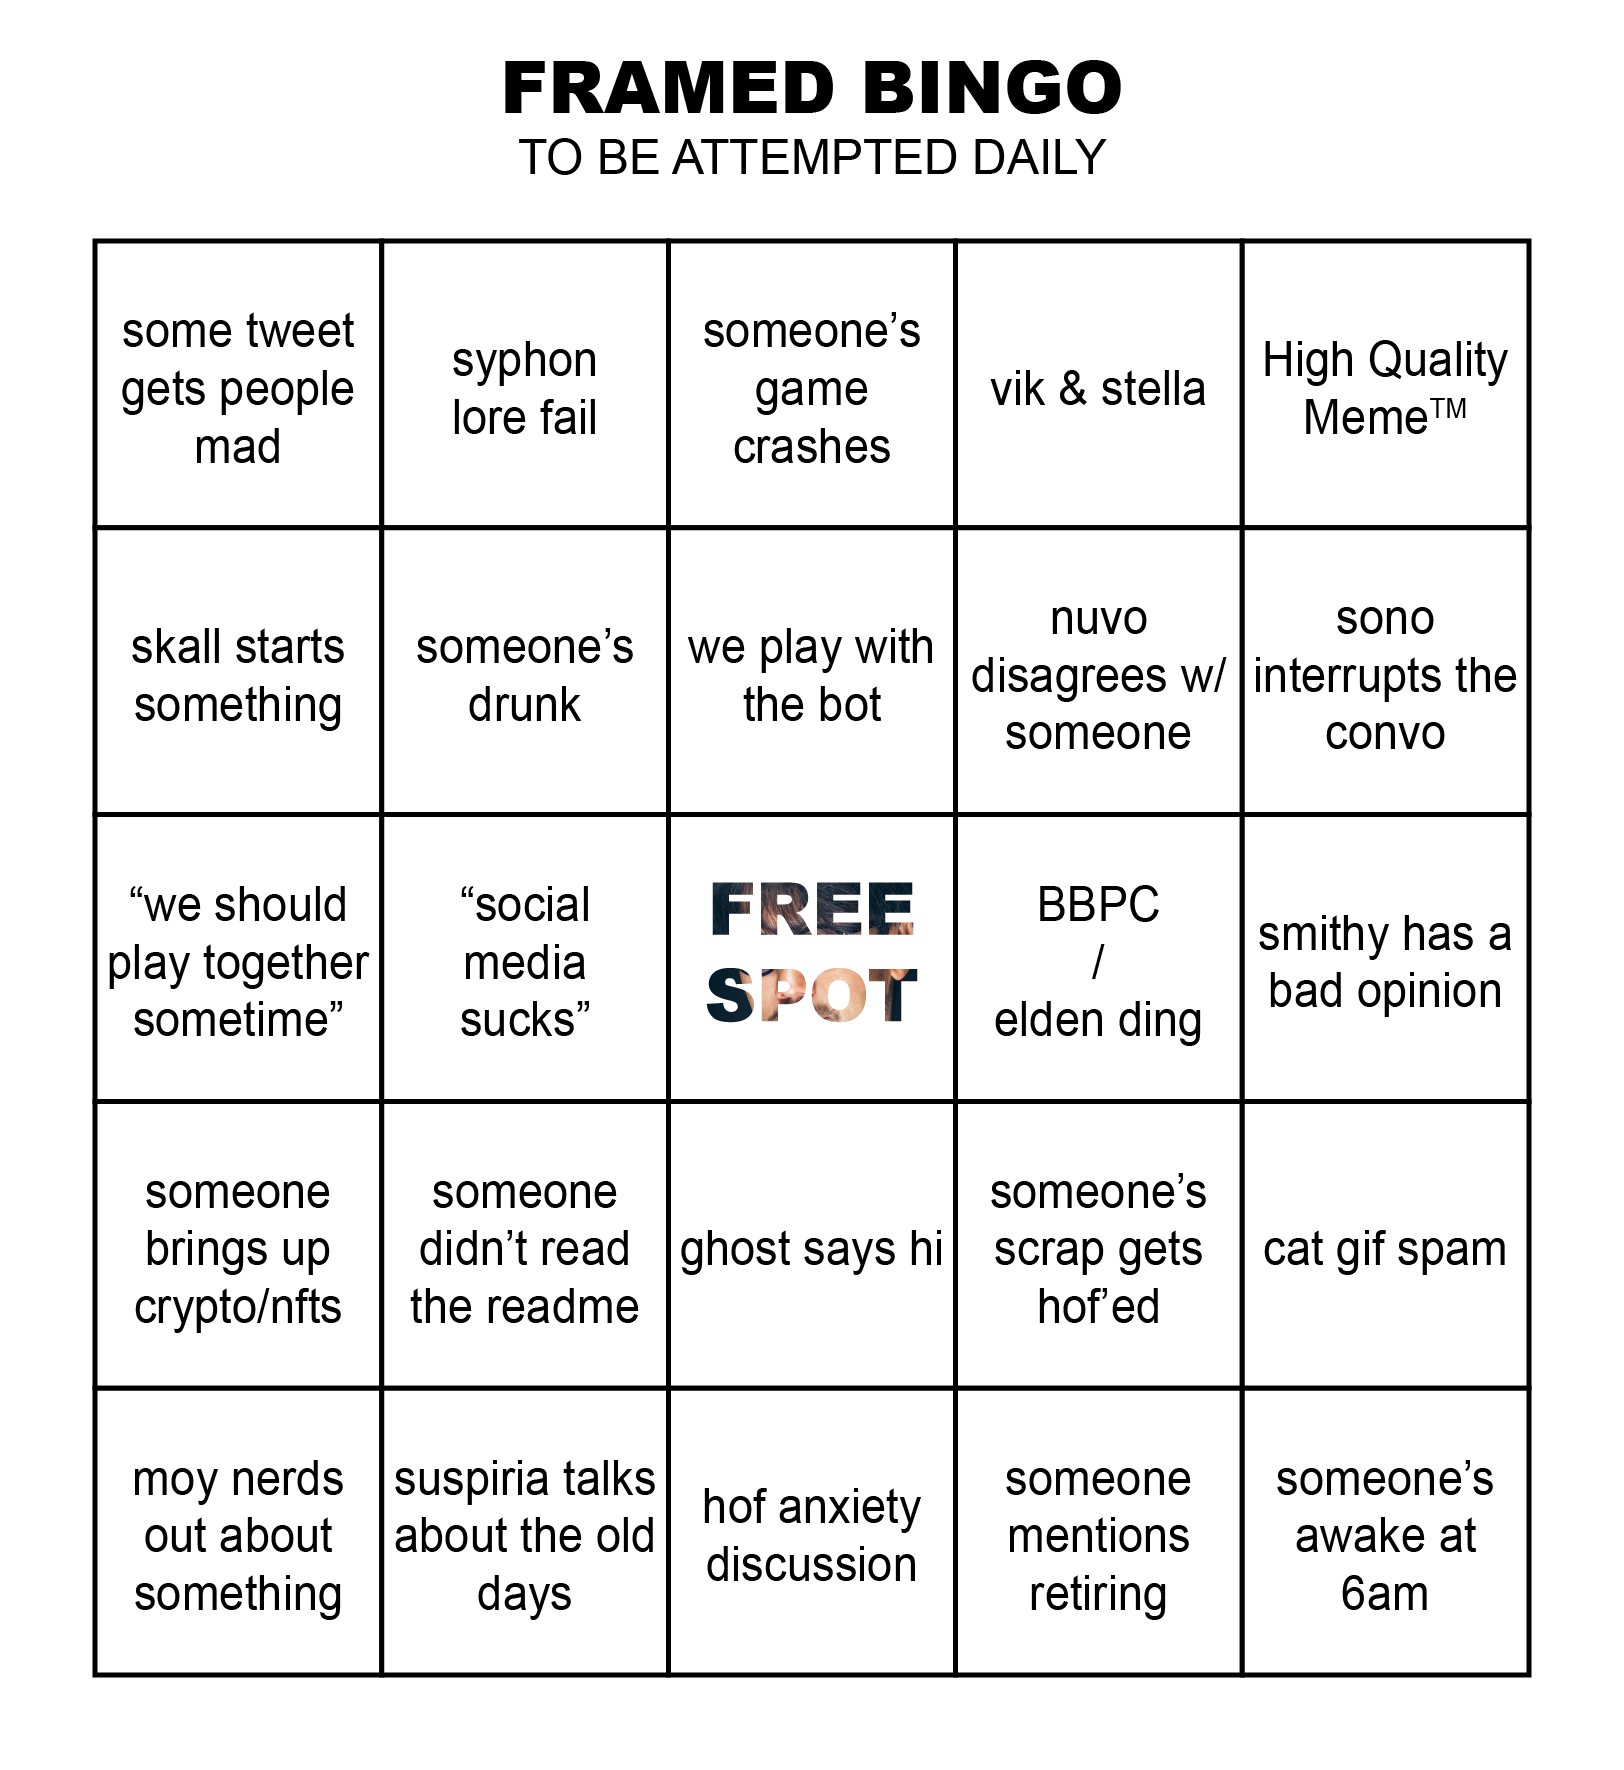 FRAMED BINGO
TO BE ATTEMPTED DAILY
some tweet
gets people
mad
syphon
lore fail
someone’s
game
crashes
vik & stella
High Quality
Meme™
skall starts
something
someone’s
drunk
we play with
the bot
nuvo
disagrees w/
someone
sono
interrupts the
convo
“we should
play together
sometime”
“social
media
sucks”
FREE
SPOT
BBPC
/
elden ding
smithy has a
bad opinion
someone
brings up
crypto/nfts
someone
didn’t read
the readme
ghost says hi
someone’s
scrap gets
hof’ed
cat gif spam
moy nerds
out about
something
suspiria talks
about the old
days
hof anxiety
discussion
someone
mentions
retiring
someone’s
awake at
6am